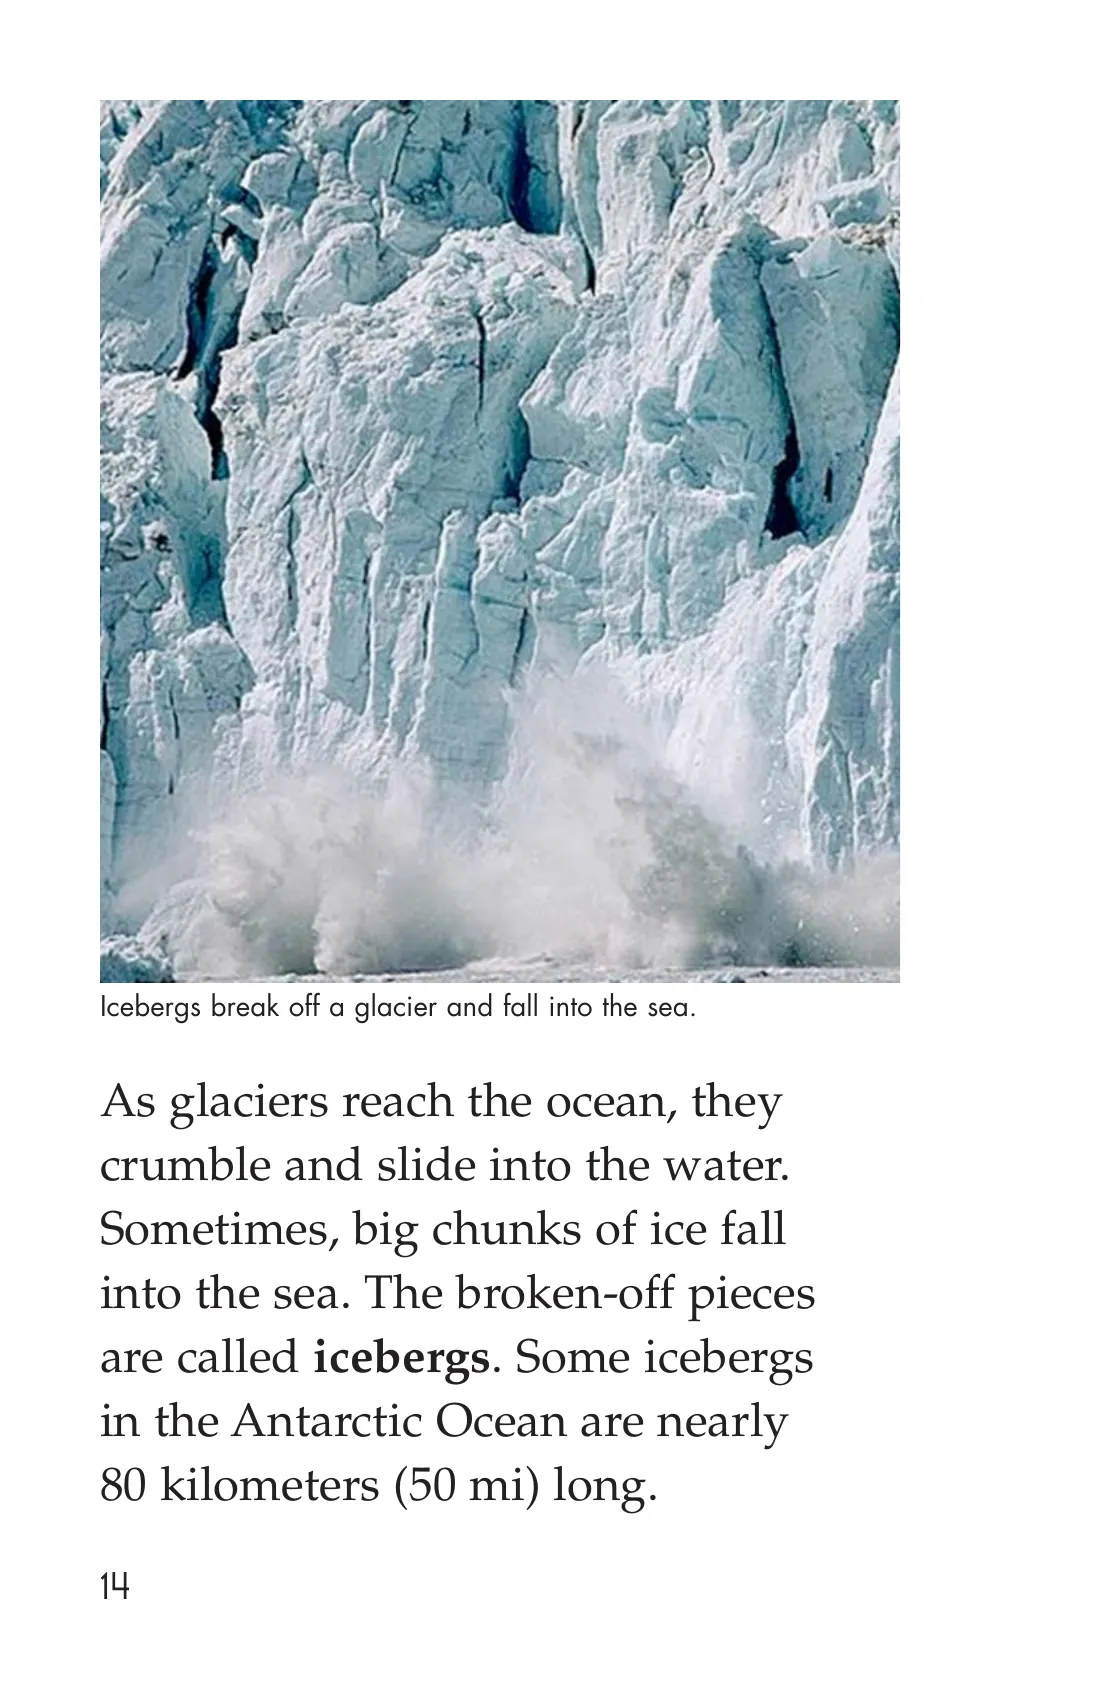 Icebergs break off a glacier and fall into the sea.
As glaciers reach the ocean, they
crumble and slide into the water.
Sometimes, big chunks of ice fall
into the sea. The broken-off pieces
are called icebergs. Some icebergs
in the Antarctic Ocean are nearly
80 kilometers (50 mi) long.
14